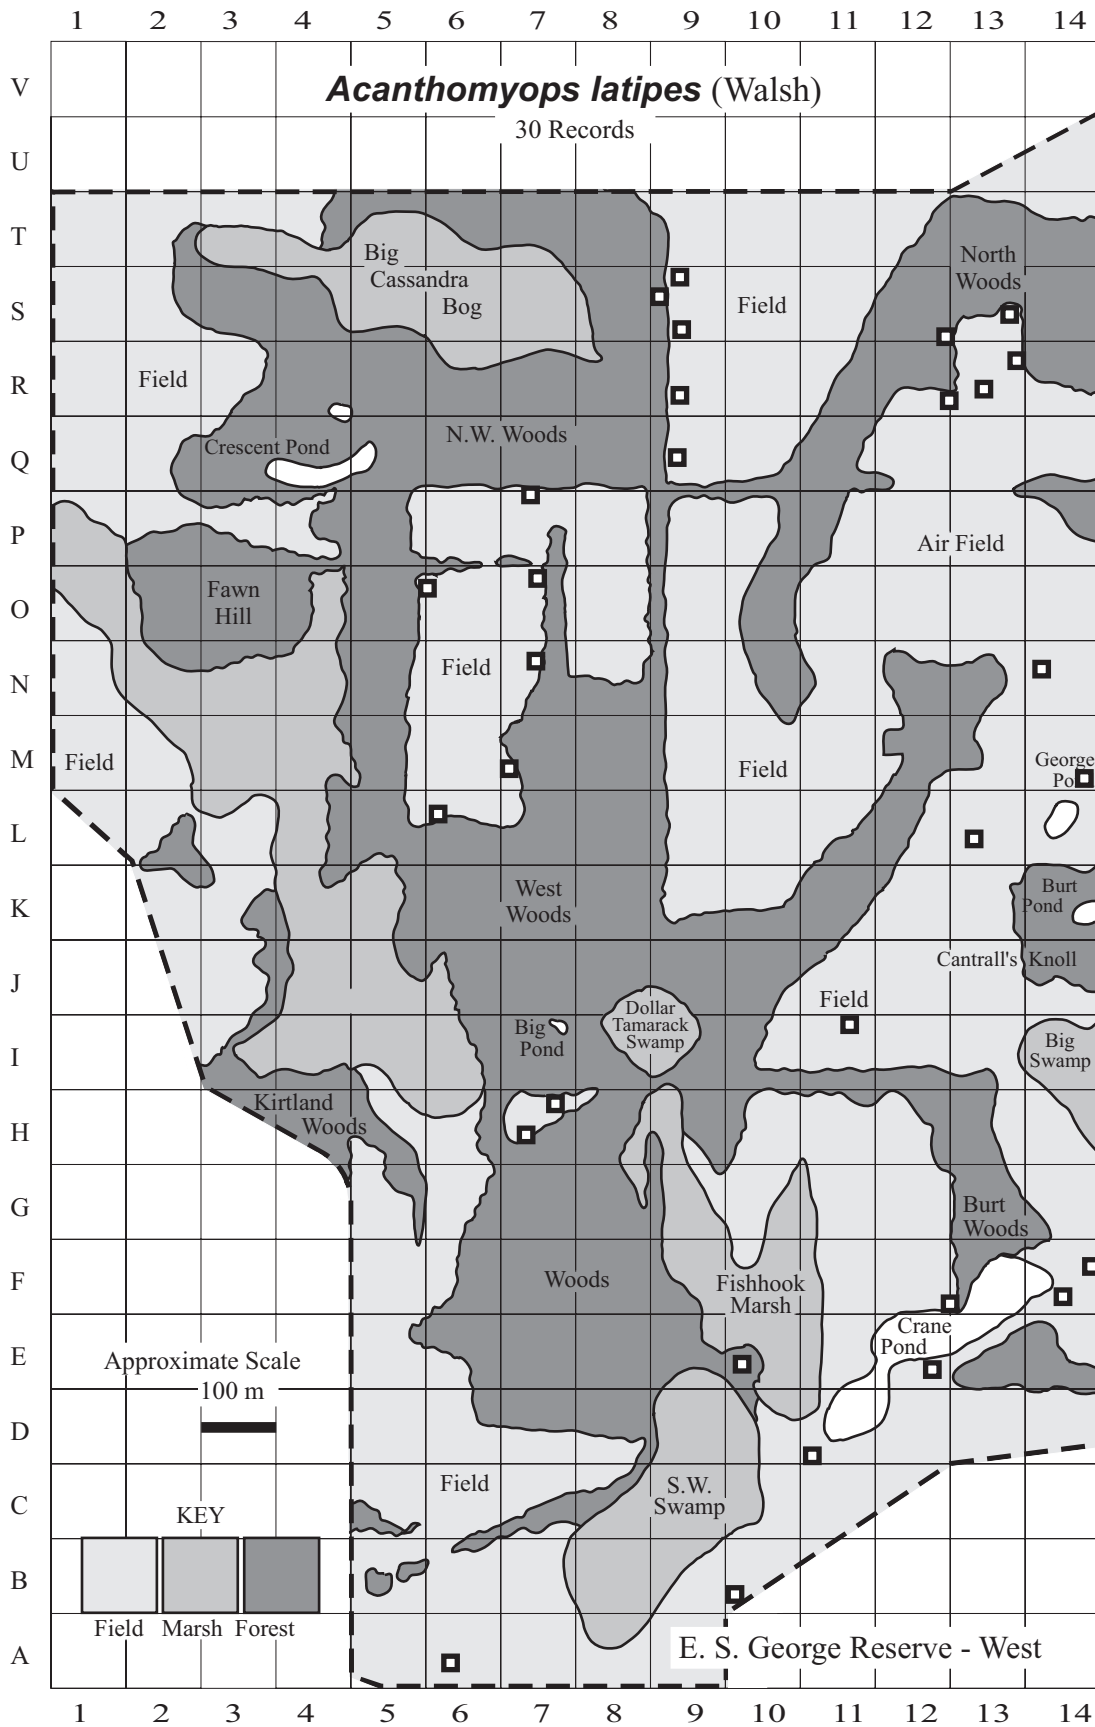 1 2 3 4 5 6 7 8 9 10 11 12 13 14
V
Acanthomyops latipes (Walsh)
30 Records
U
T
Big
Cassandra
Bog
North
Woods
S
Field
R
Field
N.W. Woods
Crescent Pond
Q
P
Air Field
Fawn
Hill
O
Field
N
M
Field
Field
George
Po
L
West
Woods
K
Burt
Pond
Cantrall's Knoll
J
Field
Dollar
Tamarack
Swamp
Big
Pond
Big
Swamp
I
Kirtland
Woods
H
G
Burt
Woods
F
Woods
Fishhook
Marsh
Crane
Pond
E
Approximate Scale
100 m
D
Field
S.W.
Swamp
C
KEY
B
Field Marsh Forest
A
E. S. George Reserve - West
1 2 3 4 5 6 7 8 9 10 11 12 13 14